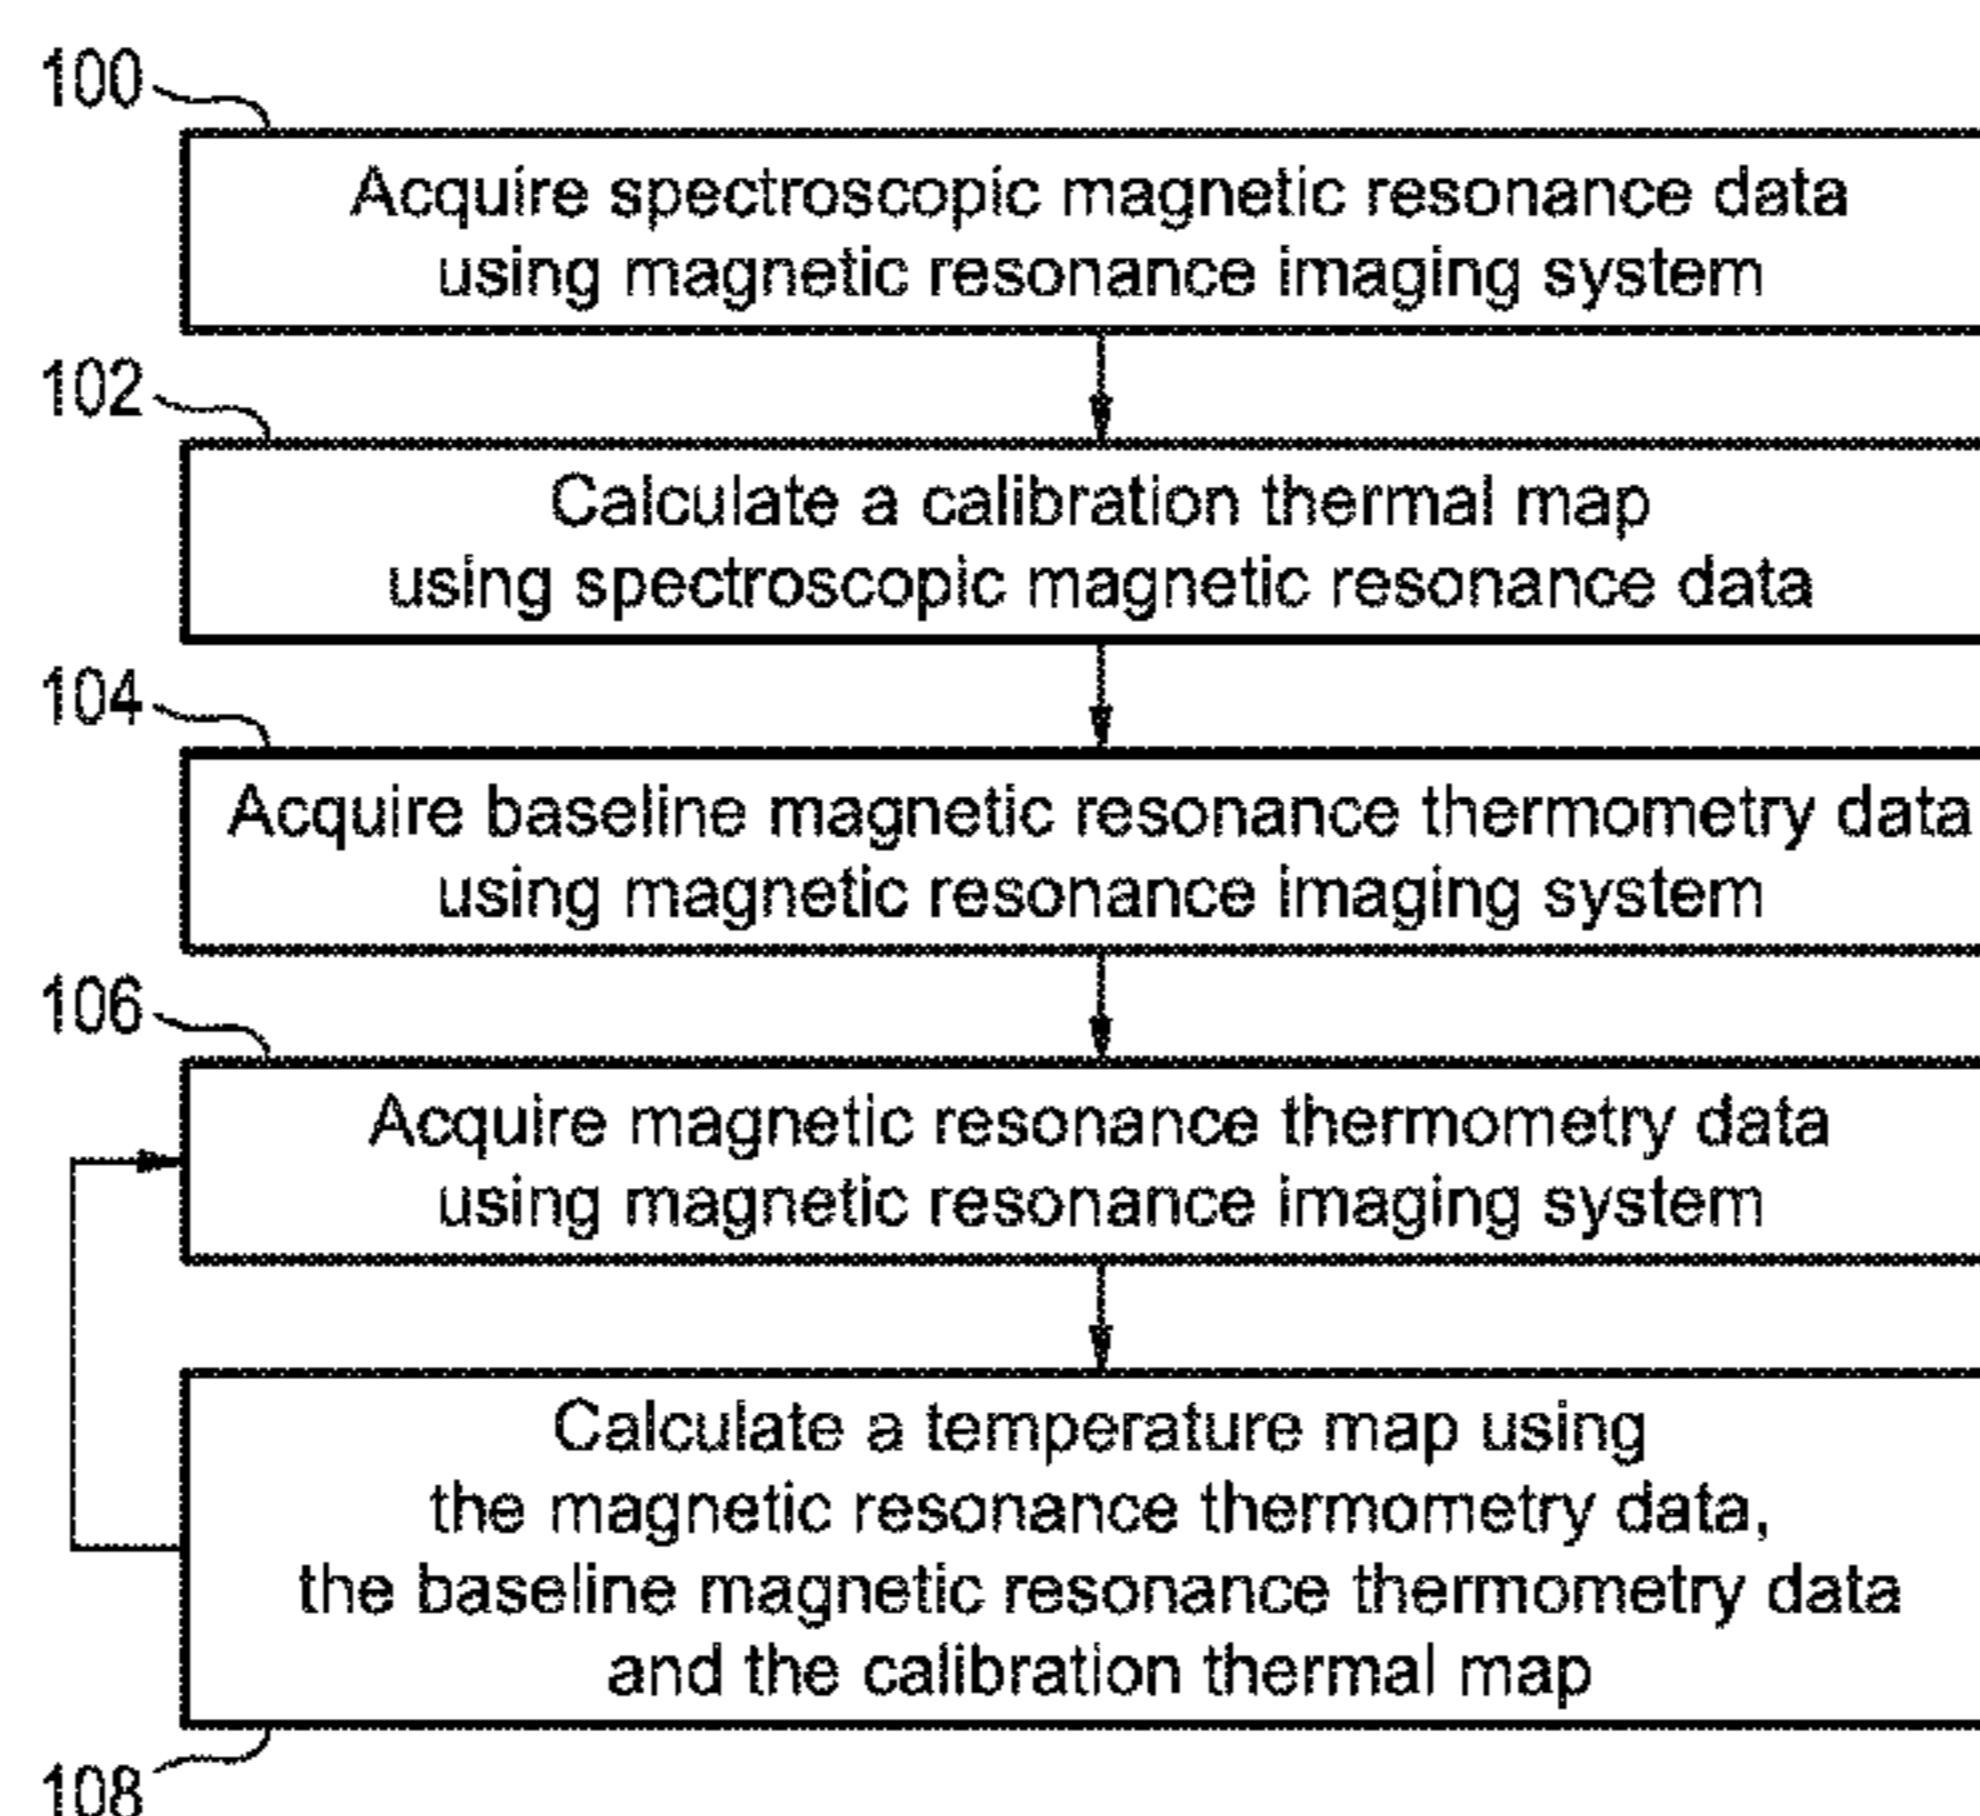 100
Acquire spectroscopic magnetic resonance data
using magnetic resonance imaging system
102
Calculate a calibration thermal map
using spectroscopic magnetic resonance data
104
Acquire baseline magnetic resonance thermometry data
using magnetic resonance imaging system
106
Acquire magnetic resonance thermometry data
using magnetic resonance imaging system
Calculate a temperature map using
the magnetic resonance thermometry data,
the baseline magnetic resonance thermometry data
and the calibration thermal map
108